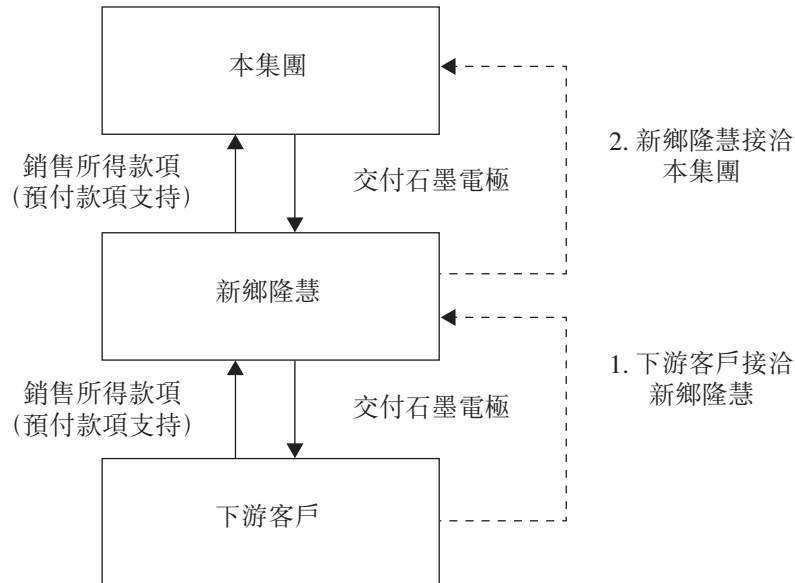 本集團
銷售所得款項
（預付款項支持）
交付石墨電極
2. 新鄉隆慧接洽
本集團
新鄉隆慧
銷售所得款項
（預付款項支持）
交付石墨電極
1. 下游客戶接洽
新鄉隆慧
下游客戶